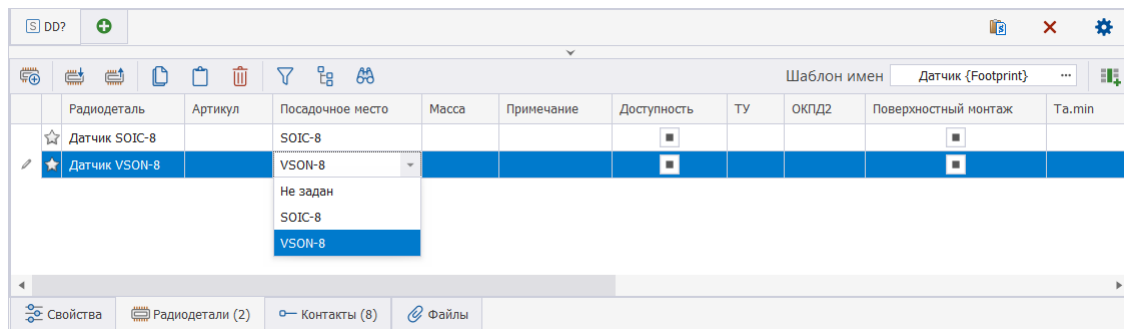 S DD?
Шаблон имен Датчик {Footprint} ...
Радиодеталь Артикул Посадочное место Масса Примечание Доступность ТУ ОКПД2 Поверхностный монтаж Ta.min
Датчик SOIC-8 SOIC-8
Датчик VSON-8 VSON-8
Не задан
SOIC-8
VSON-8
Свойства Радиодетали (2) Контакты (8) Файлы